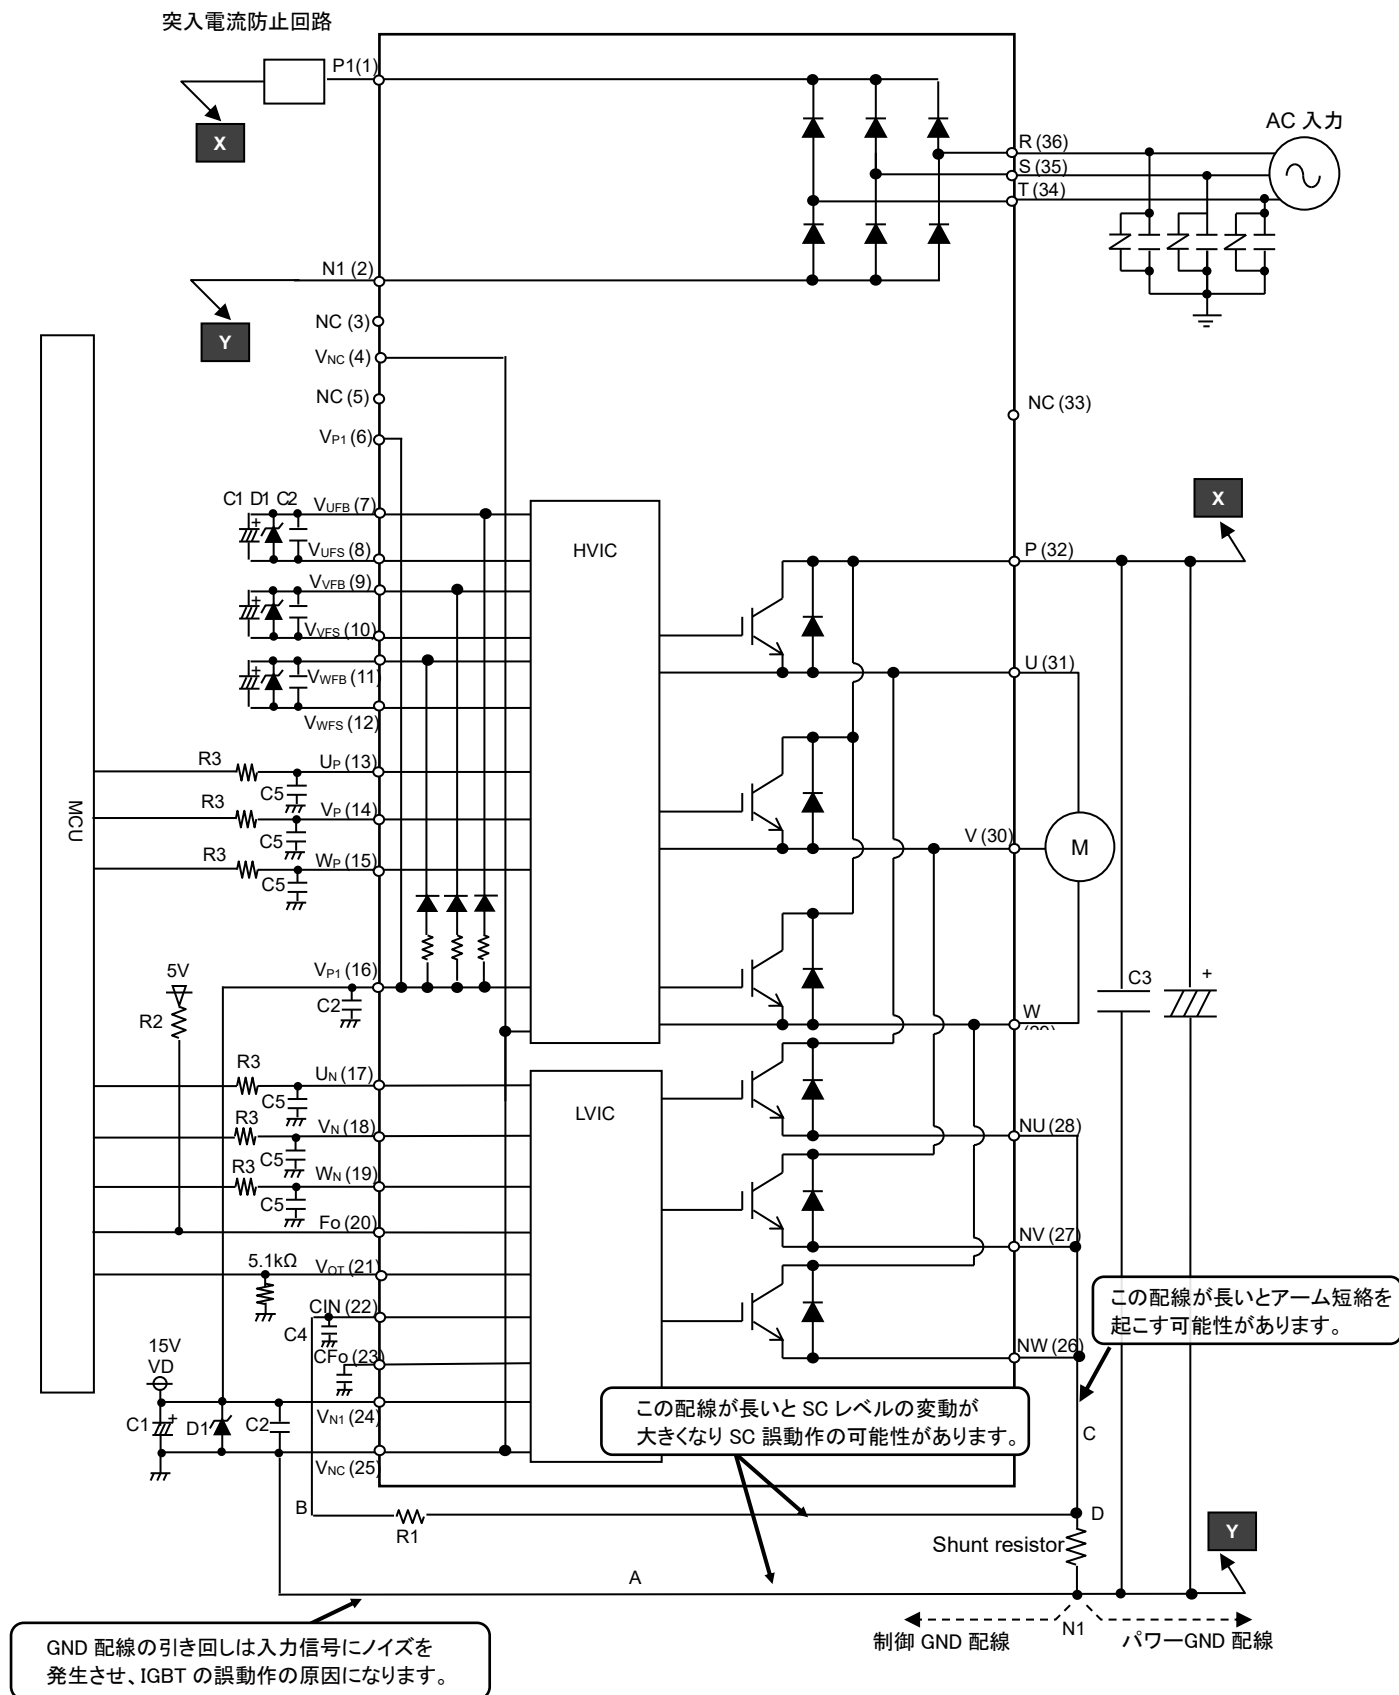 突入電流防止回路
P1(1)
X
AC 入力
R (36)
S (35)
T (34)
N1 (2)
Y
NC (3)
VNC (4)
NC (5)
NC (33)
VP1 (6)
X
C1 D1 C2
VUFB (7)
HVIC
VUFS (8)
P (32)
VVFB (9)
VVFS (10)
VWFB (11)
U (31)
VWFS (12)
R3
UP (13)
C5
R3
VP (14)
C5
MCU
V (30)
M
R3
WP (15)
C5
5V
VP1 (16)
C2
C3
+
R2
W
R3
UN (17)
C5
LVIC
R3
VN (18)
C5
NU (28)
R3
WN (19)
C5
Fo (20)
NV (27)
5.1kΩ
VOT (21)
CIN (22)
C4
この配線が長いとアーム短絡を
起こす可能性があります。
15V
VD
CFo (23)
NW (26)
この配線が長いと SC レベルの変動が
大きくなり SC 誤動作の可能性があります。
C1
+
D1
C2
VN1 (24)
C
VNC (25)
B
R1
D
Shunt resistor
Y
A
N1
制御 GND 配線
パワーGND 配線
GND 配線の引き回しは入力信号にノイズを
発生させ、IGBT の誤動作の原因になります。